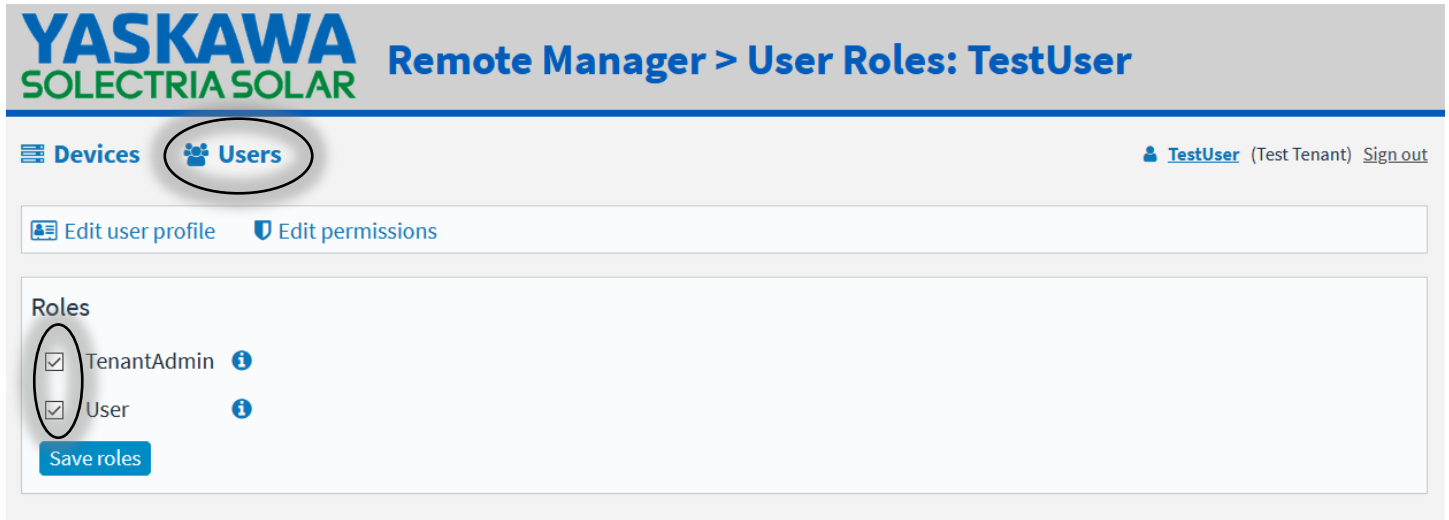 YASKAWA
SOLECTRIA SOLAR
Remote Manager > User Roles: TestUser
Devices Users TestUser (Test Tenant) Sign out
Edit user profile Edit permissions
Roles
TenantAdmin
User
Save roles